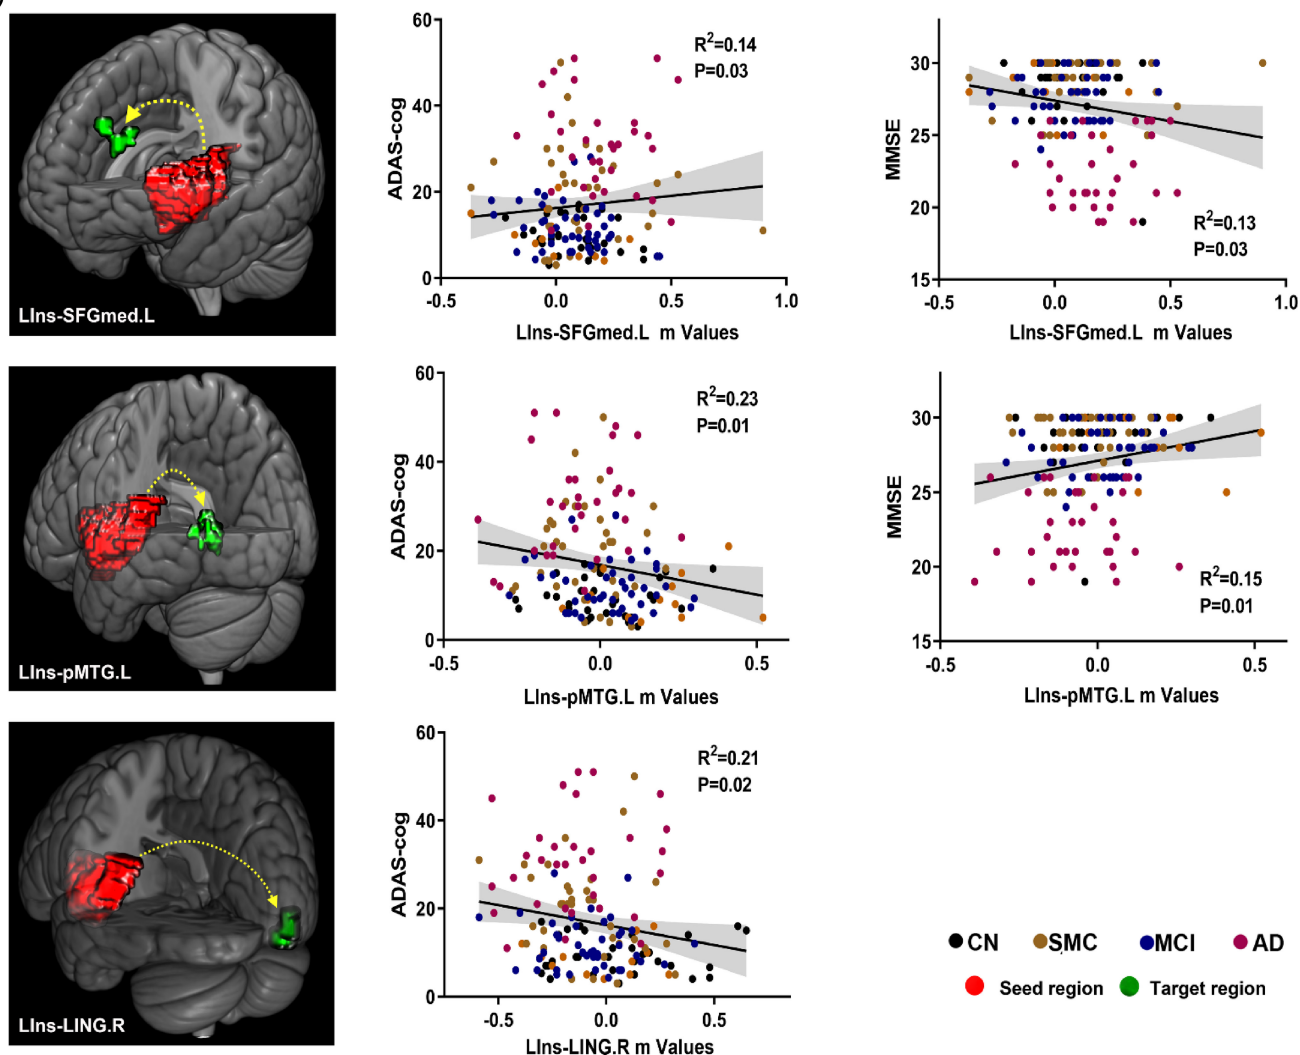 LIns-SFGmed.L
ADAS-cog
60
40
20
0
-0.5
0.0
0.5
1.0
R²=0.14
P=0.03
LIns-SFGmed.L m Values
MMSE
30
25
20
15
-0.5
0.0
0.5
1.0
R²=0.13
P=0.03
LIns-SFGmed.L m Values
LIns-pMTG.L
ADAS-cog
60
40
20
0
-0.5
0.0
0.5
R²=0.23
P=0.01
LIns-pMTG.L m Values
MMSE
30
25
20
15
-0.5
0.0
0.5
R²=0.15
P=0.01
LIns-pMTG.L m Values
LIns-LING.R
ADAS-cog
60
40
20
0
-0.5
0.0
0.5
R²=0.21
P=0.02
LIns-LING.R m Values
CN SMC MCI AD
Seed region Target region